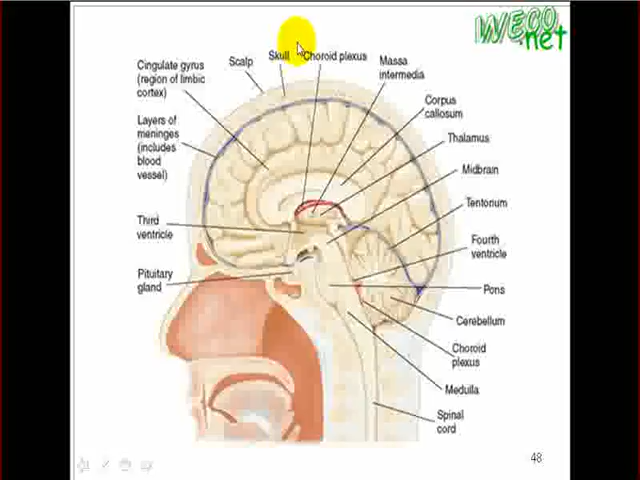 WECO
.net
Scalp
Skull
Choroid plexus
Cingulate gyrus
(region of limbic
cortex)
Massa
intermedia
Corpus
callosum
Layers of
meninges
(includes
blood
vessel)
Thalamus
Midbrain
Tentorium
Third
ventricle
Fourth
ventricle
Pituitary
gland
Pons
Cerebellum
Choroid
plexus
Medulla
Spinal
cord
48